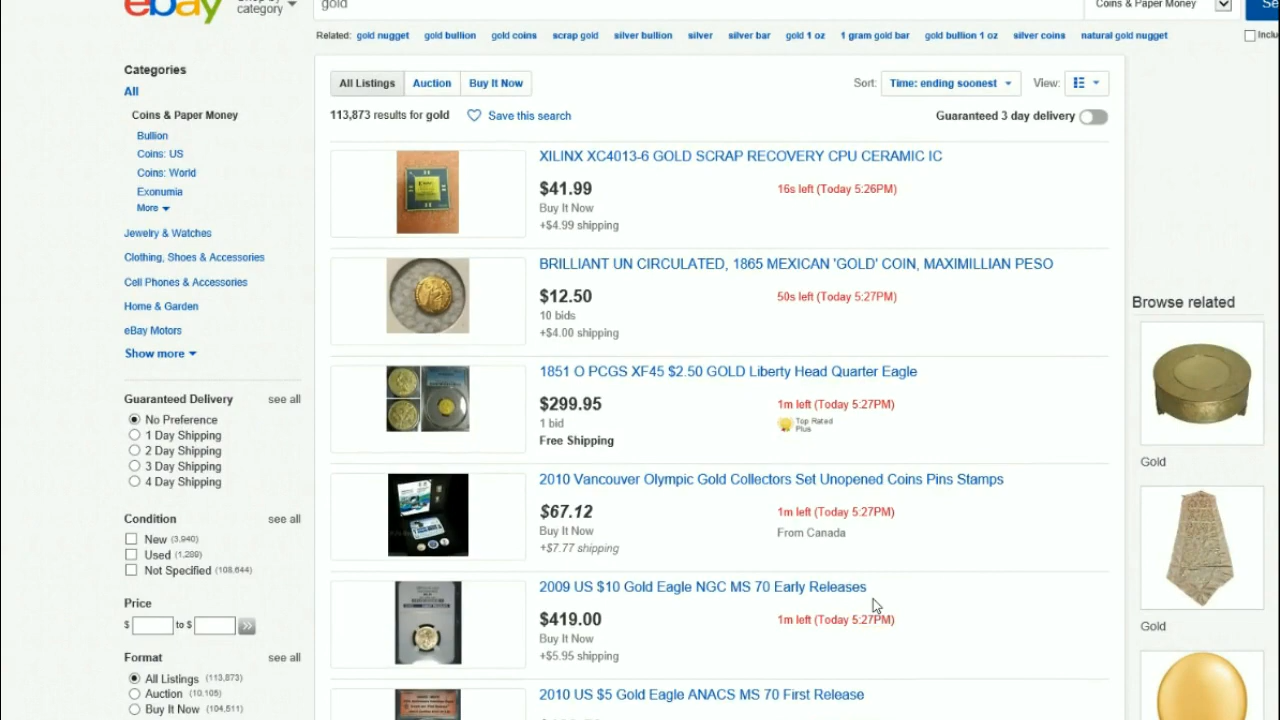 ebay
Shop by
category
gold
Coins & Paper Money
Se
Related: gold nugget gold bullion gold coins scrap gold silver bullion silver silver bar gold 1 oz 1 gram gold bar gold bullion 1 oz silver coins natural gold nugget
Inclu
Categories
All
Coins & Paper Money
Bullion
Coins: US
Coins: World
Exonumia
More
Jewelry & Watches
Clothing, Shoes & Accessories
Cell Phones & Accessories
Home & Garden
eBay Motors
Show more
Guaranteed Delivery see all
No Preference
1 Day Shipping
2 Day Shipping
3 Day Shipping
4 Day Shipping
Condition see all
New (3,940)
Used
Not Specified (108,644)
Price
$ to $
Format see all
All Listings (113,873)
Auction (10,105)
Buy It Now (104,511)
All Listings Auction Buy It Now
Sort: Time: ending soonest View:
113,873 results for gold Save this search
Guaranteed 3 day delivery
XILINX XC4013-6 GOLD SCRAP RECOVERY CPU CERAMIC IC
$41.99 16s left (Today 5:26PM)
Buy It Now
+$4.99 shipping
BRILLIANT UN CIRCULATED, 1865 MEXICAN 'GOLD' COIN, MAXIMILLIAN PESO
$12.50 50s left (Today 5:27PM)
10 bids
+$4.00 shipping
1851 O PCGS XF45 $2.50 GOLD Liberty Head Quarter Eagle
$299.95 1m left (Today 5:27PM)
1 bid Top Rated
Plus
Free Shipping
2010 Vancouver Olympic Gold Collectors Set Unopened Coins Pins Stamps
$67.12 1m left (Today 5:27PM)
Buy It Now From Canada
+$7.77 shipping
2009 US $10 Gold Eagle NGC MS 70 Early Releases
$419.00 1m left (Today 5:27PM)
Buy It Now
+$5.95 shipping
2010 US $5 Gold Eagle ANACS MS 70 First Release
Browse related
Gold
Gold